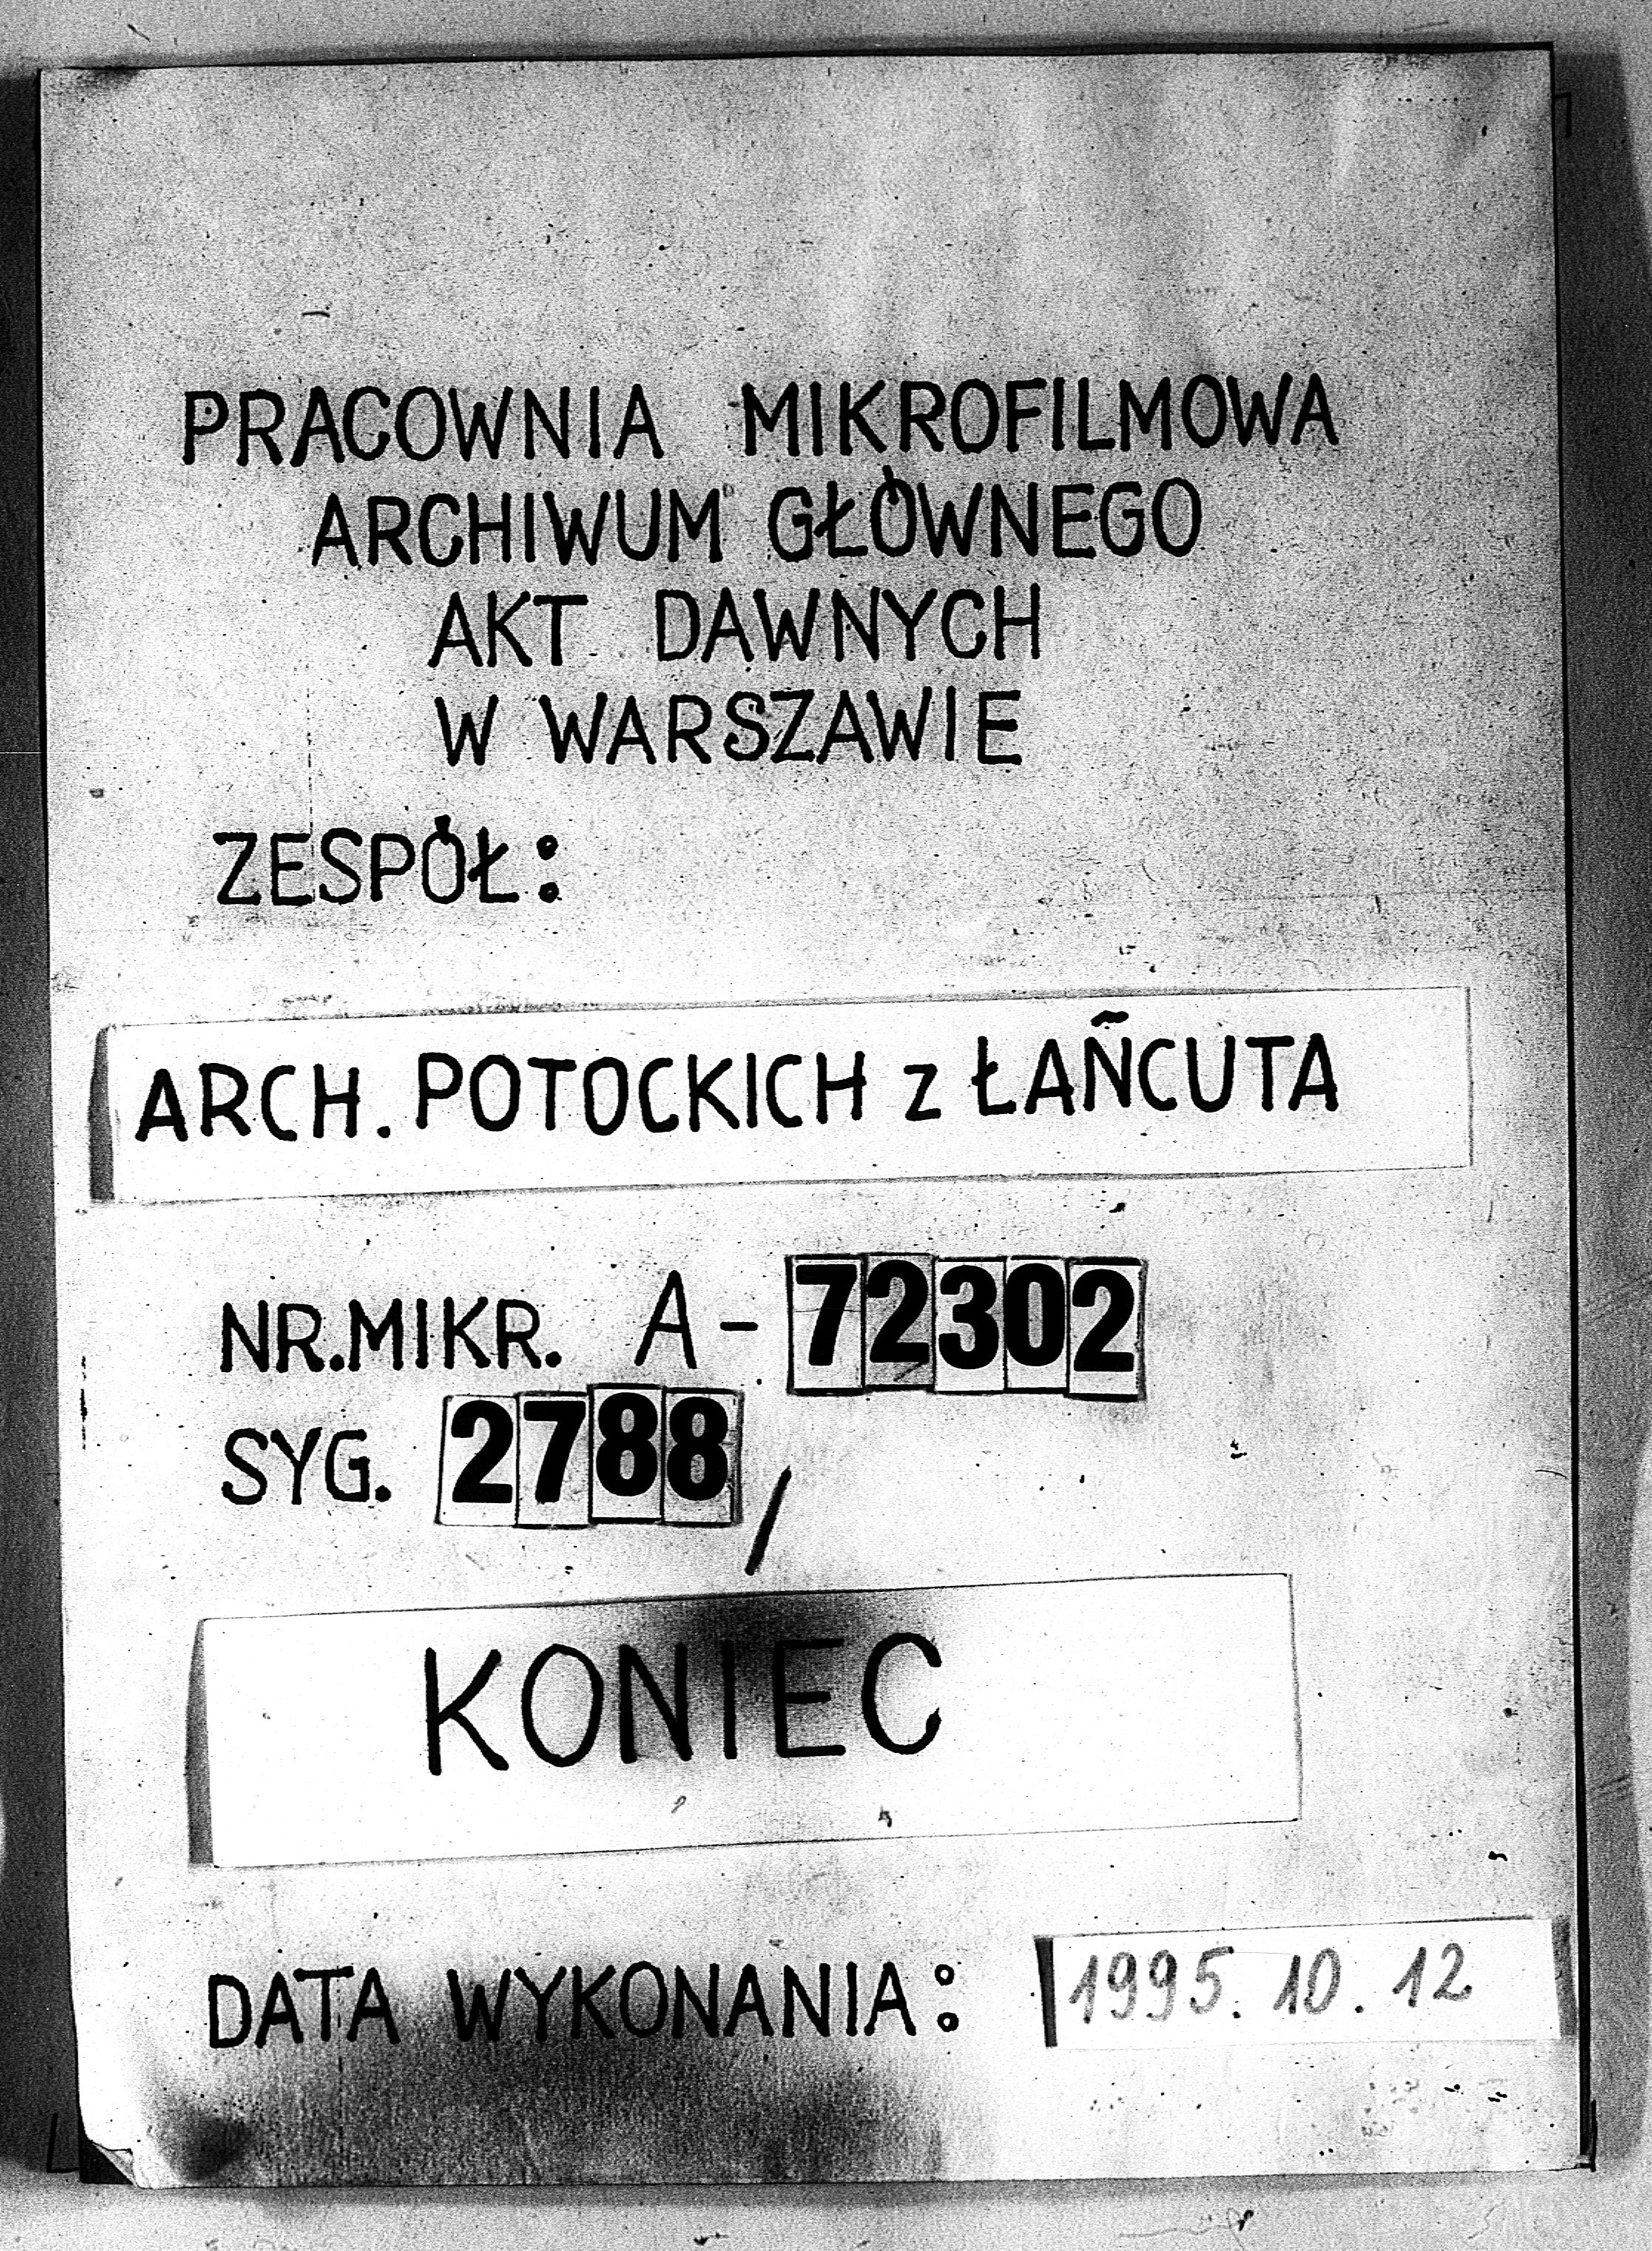 PRACOWNIA MIKROFILMOWA
ARCHIWUM GŁÓWNEGO
AKT DAWNYCH
W WARSZAWIE
ZESPÓŁ:
ARCH. POTOCKICH z ŁAŃCUTA
NR.MIKR. A-72302
SYG. 2788/
KONIEC
DATA WYKONANIA: 1995.10.12